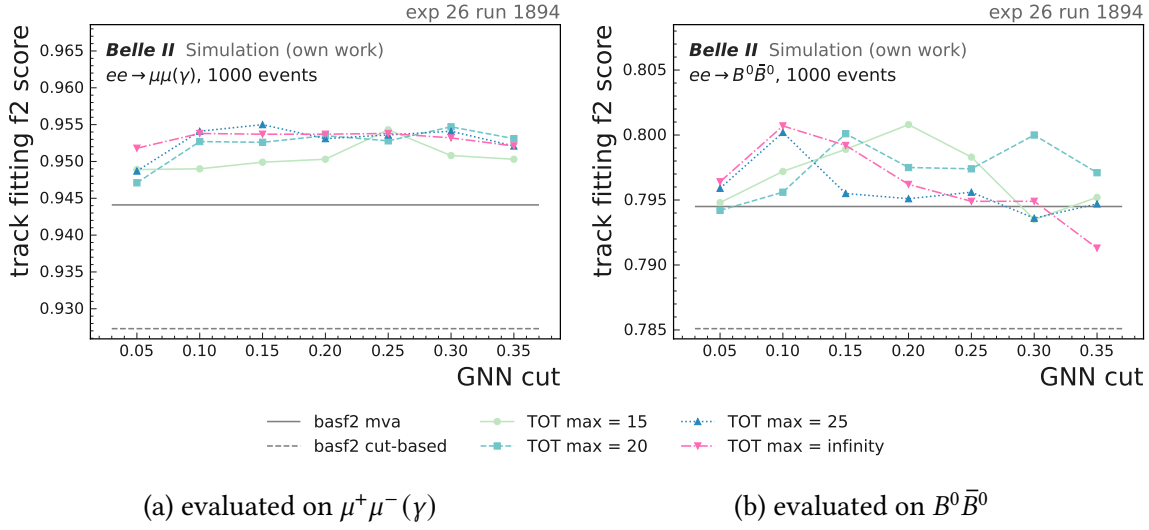 exp 26 run 1894
Belle II Simulation (own work)
ee → μμ(γ), 1000 events
track fitting f2 score
0.965
0.960
0.955
0.950
0.945
0.940
0.935
0.930
0.05 0.10 0.15 0.20 0.25 0.30 0.35
GNN cut
exp 26 run 1894
Belle II Simulation (own work)
ee → B⁰B̄⁰, 1000 events
track fitting f2 score
0.805
0.800
0.795
0.790
0.785
0.05 0.10 0.15 0.20 0.25 0.30 0.35
GNN cut
basf2 mva
basf2 cut-based
TOT max = 15
TOT max = 20
TOT max = 25
TOT max = infinity
(a) evaluated on μ⁺μ⁻(γ)
(b) evaluated on B⁰B̄⁰